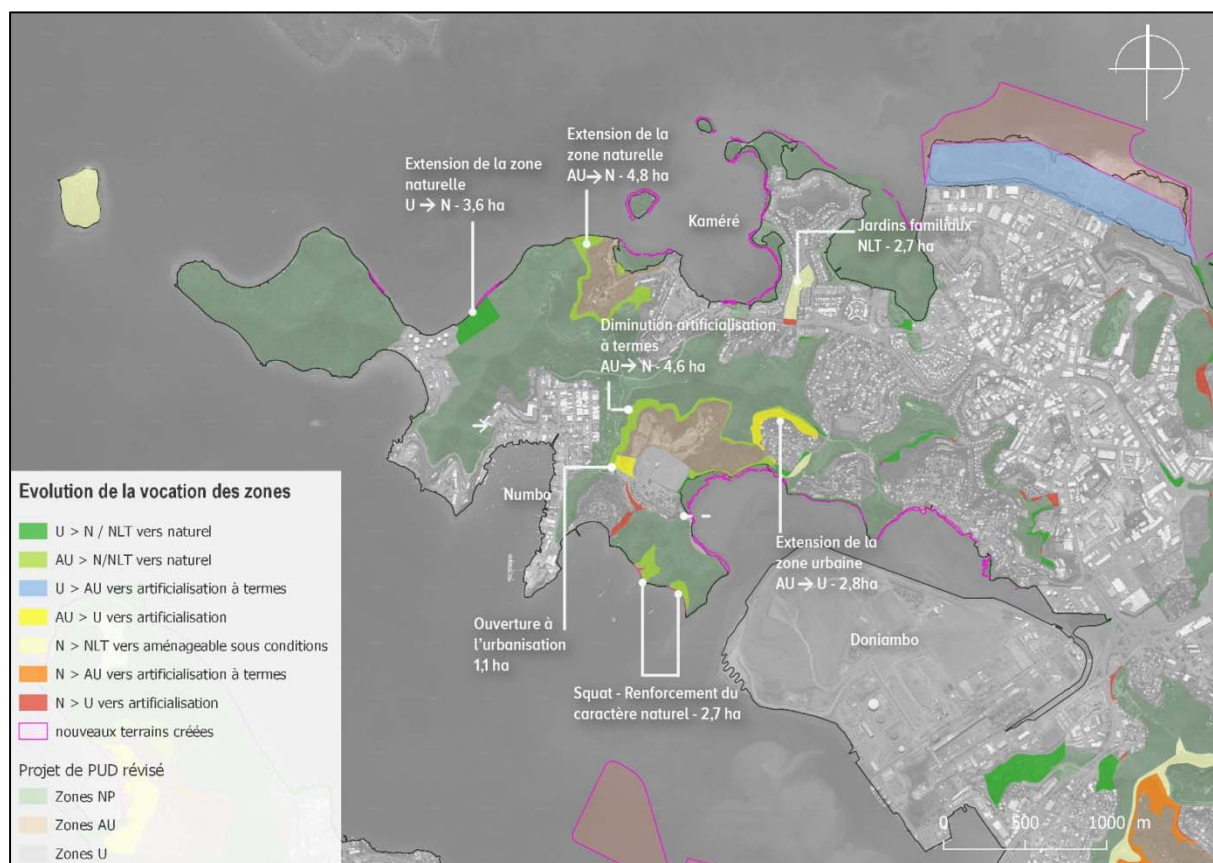 Extension de la
zone naturelle
AU → N - 4,8 ha
Extension de la zone
naturelle
U → N - 3,6 ha
Kaméré
Jardins familiaux
NLT - 2,7 ha
Diminution artificialisation
à termes
AU → N - 4,6 ha
Numbo
Extension de la
zone urbaine
AU → U - 2,8ha
Ouverture à
l'urbanisation
1,1 ha
Doniambo
Squat - Renforcement du
caractère naturel - 2,7 ha
Evolution de la vocation des zones
U > N / NLT vers naturel
AU > N/NLT vers naturel
U > AU vers artificialisation à termes
AU > U vers artificialisation
N > NLT vers aménageable sous conditions
N > AU vers artificialisation à termes
N > U vers artificialisation
nouveaux terrains créées
Projet de PUD révisé
Zones NP
Zones AU
Zones U
0 500 1000 m